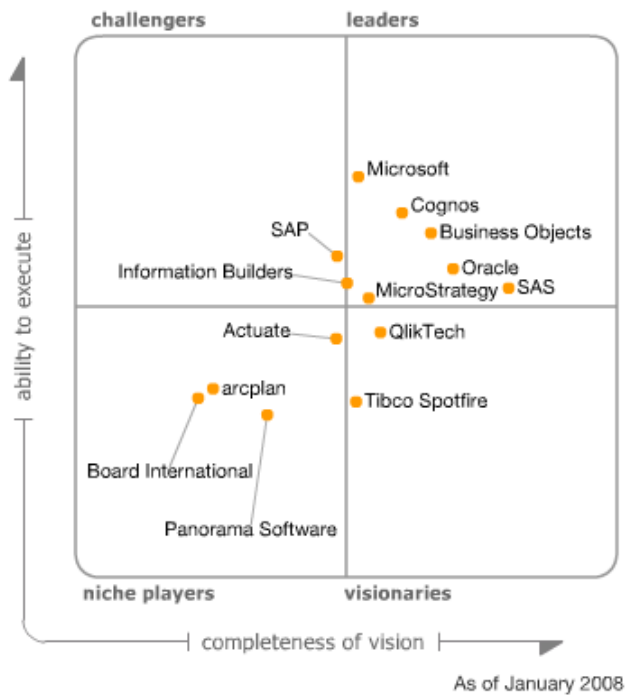 challengers
leaders
Microsoft
Cognos
Business Objects
SAP
Information Builders
Oracle
MicroStrategy
SAS
Actuate
QlikTech
arcplan
Tibco Spotfire
Board International
Panorama Software
niche players
visionaries
ability to execute
completeness of vision
As of January 2008